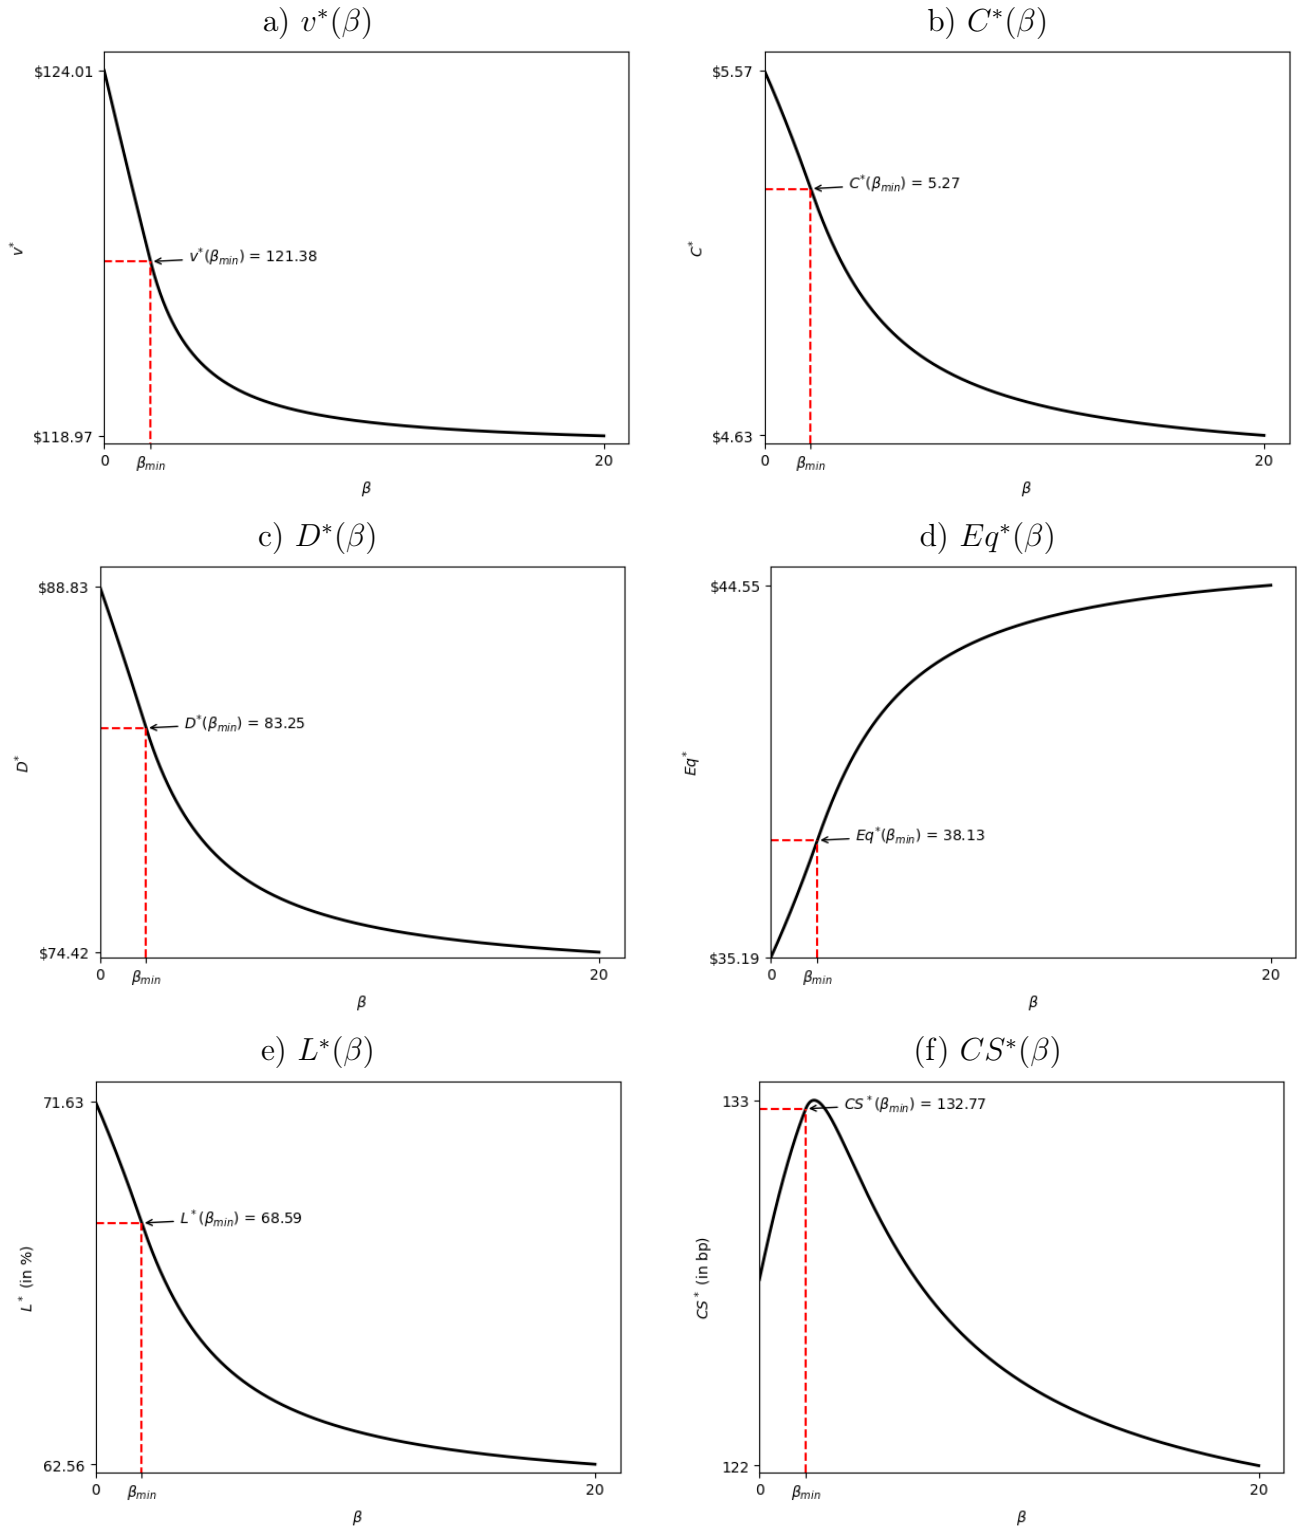 a) v*(β)
$124.01
v*(βmin) = 121.38
v*
$118.97
0
βmin
20
β
b) C*(β)
$5.57
C*(βmin) = 5.27
C*
$4.63
0
βmin
20
β
c) D*(β)
$88.83
D*(βmin) = 83.25
D*
$74.42
0
βmin
20
β
d) Eq*(β)
$44.55
Eq*
Eq*(βmin) = 38.13
$35.19
0
βmin
20
β
e) L*(β)
71.63
L*(βmin) = 68.59
L* (in %)
62.56
0
βmin
20
β
(f) CS*(β)
133
CS*(βmin) = 132.77
CS* (in bp)
122
0
βmin
20
β